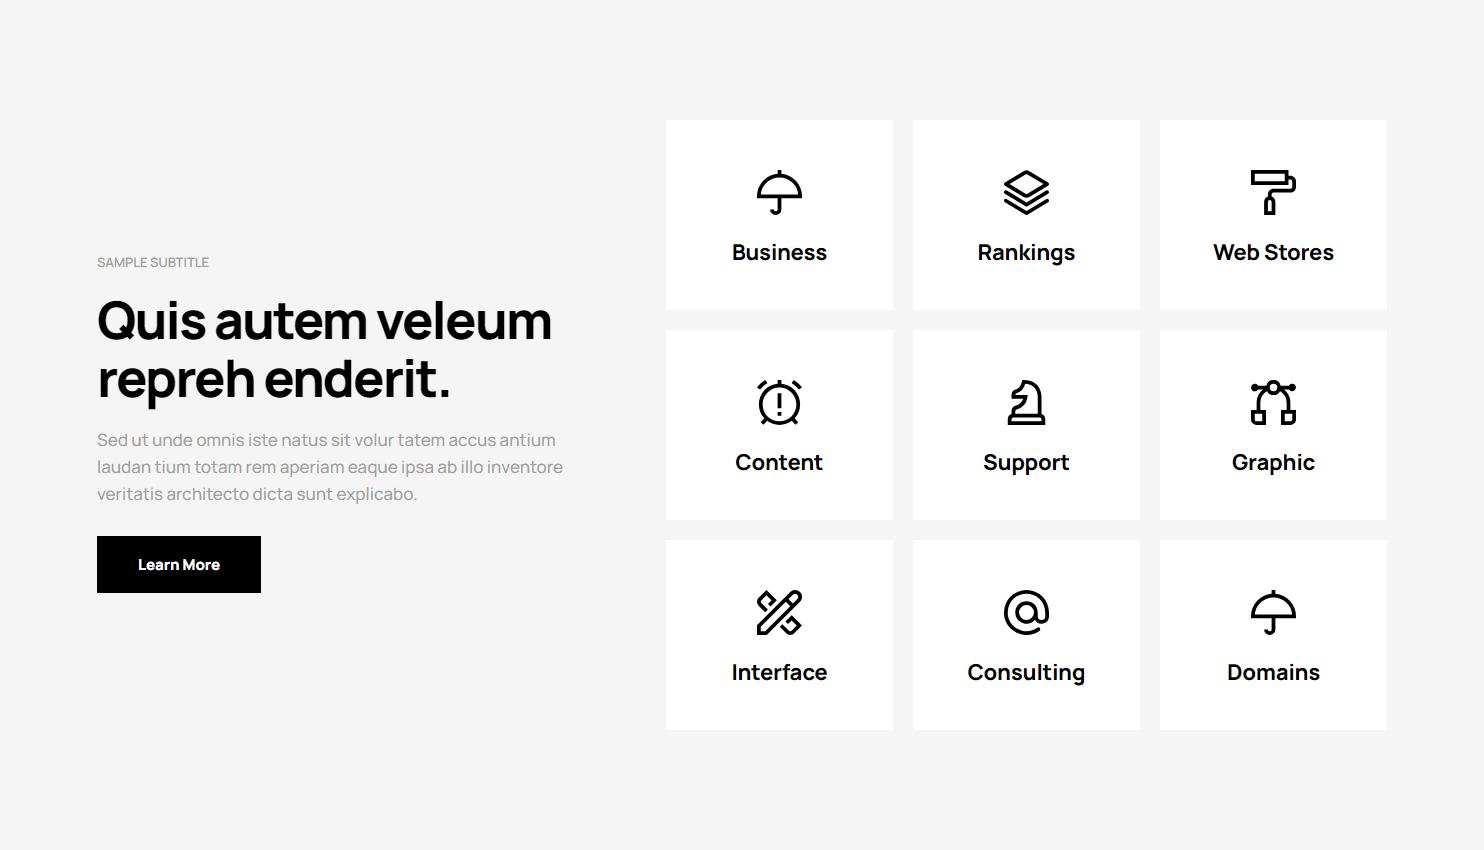 SAMPLE SUBTITLE
Quis autem veleum
repreh enderit.
Sed ut unde omnis iste natus sit volur tatem accus antium
laudan tium totam rem aperiam eaque ipsa ab illo inventore
veritatis architecto dicta sunt explicabo.
Learn More
Business
Rankings
Web Stores
Content
Support
Graphic
Interface
Consulting
Domains